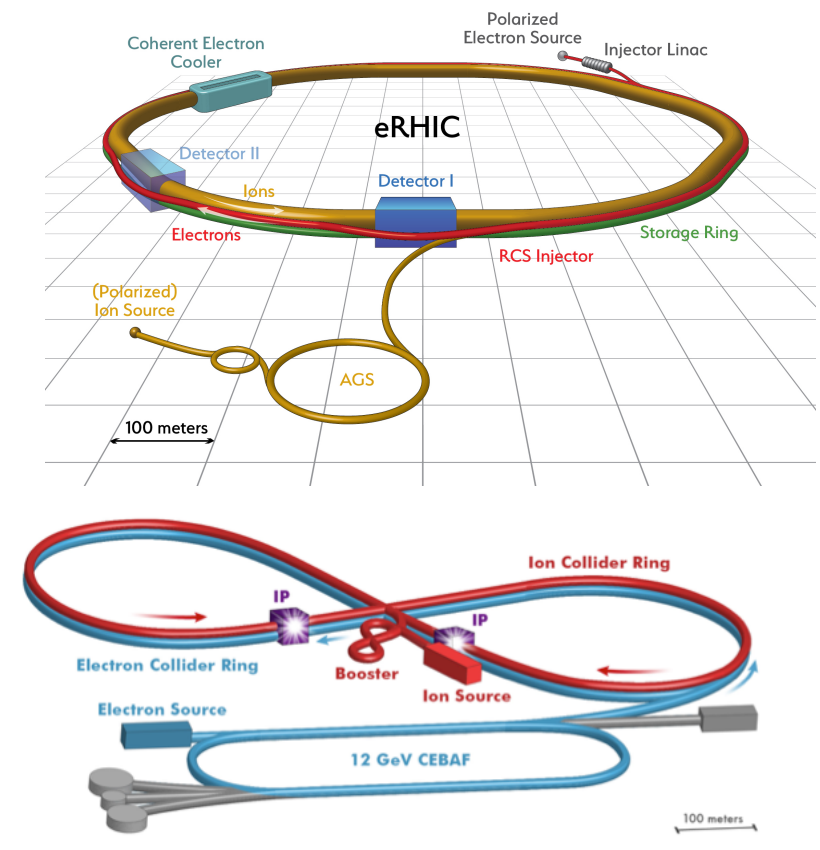 Polarized
Electron Source
Injector Linac
Coherent Electron
Cooler
eRHIC
Detector II
Detector I
Ions
Electrons
Storage Ring
RCS Injector
(Polarized)
Ion Source
AGS
100 meters
Ion Collider Ring
IP
IP
Electron Collider Ring
Booster
Ion Source
Electron Source
12 GeV CEBAF
100 meters